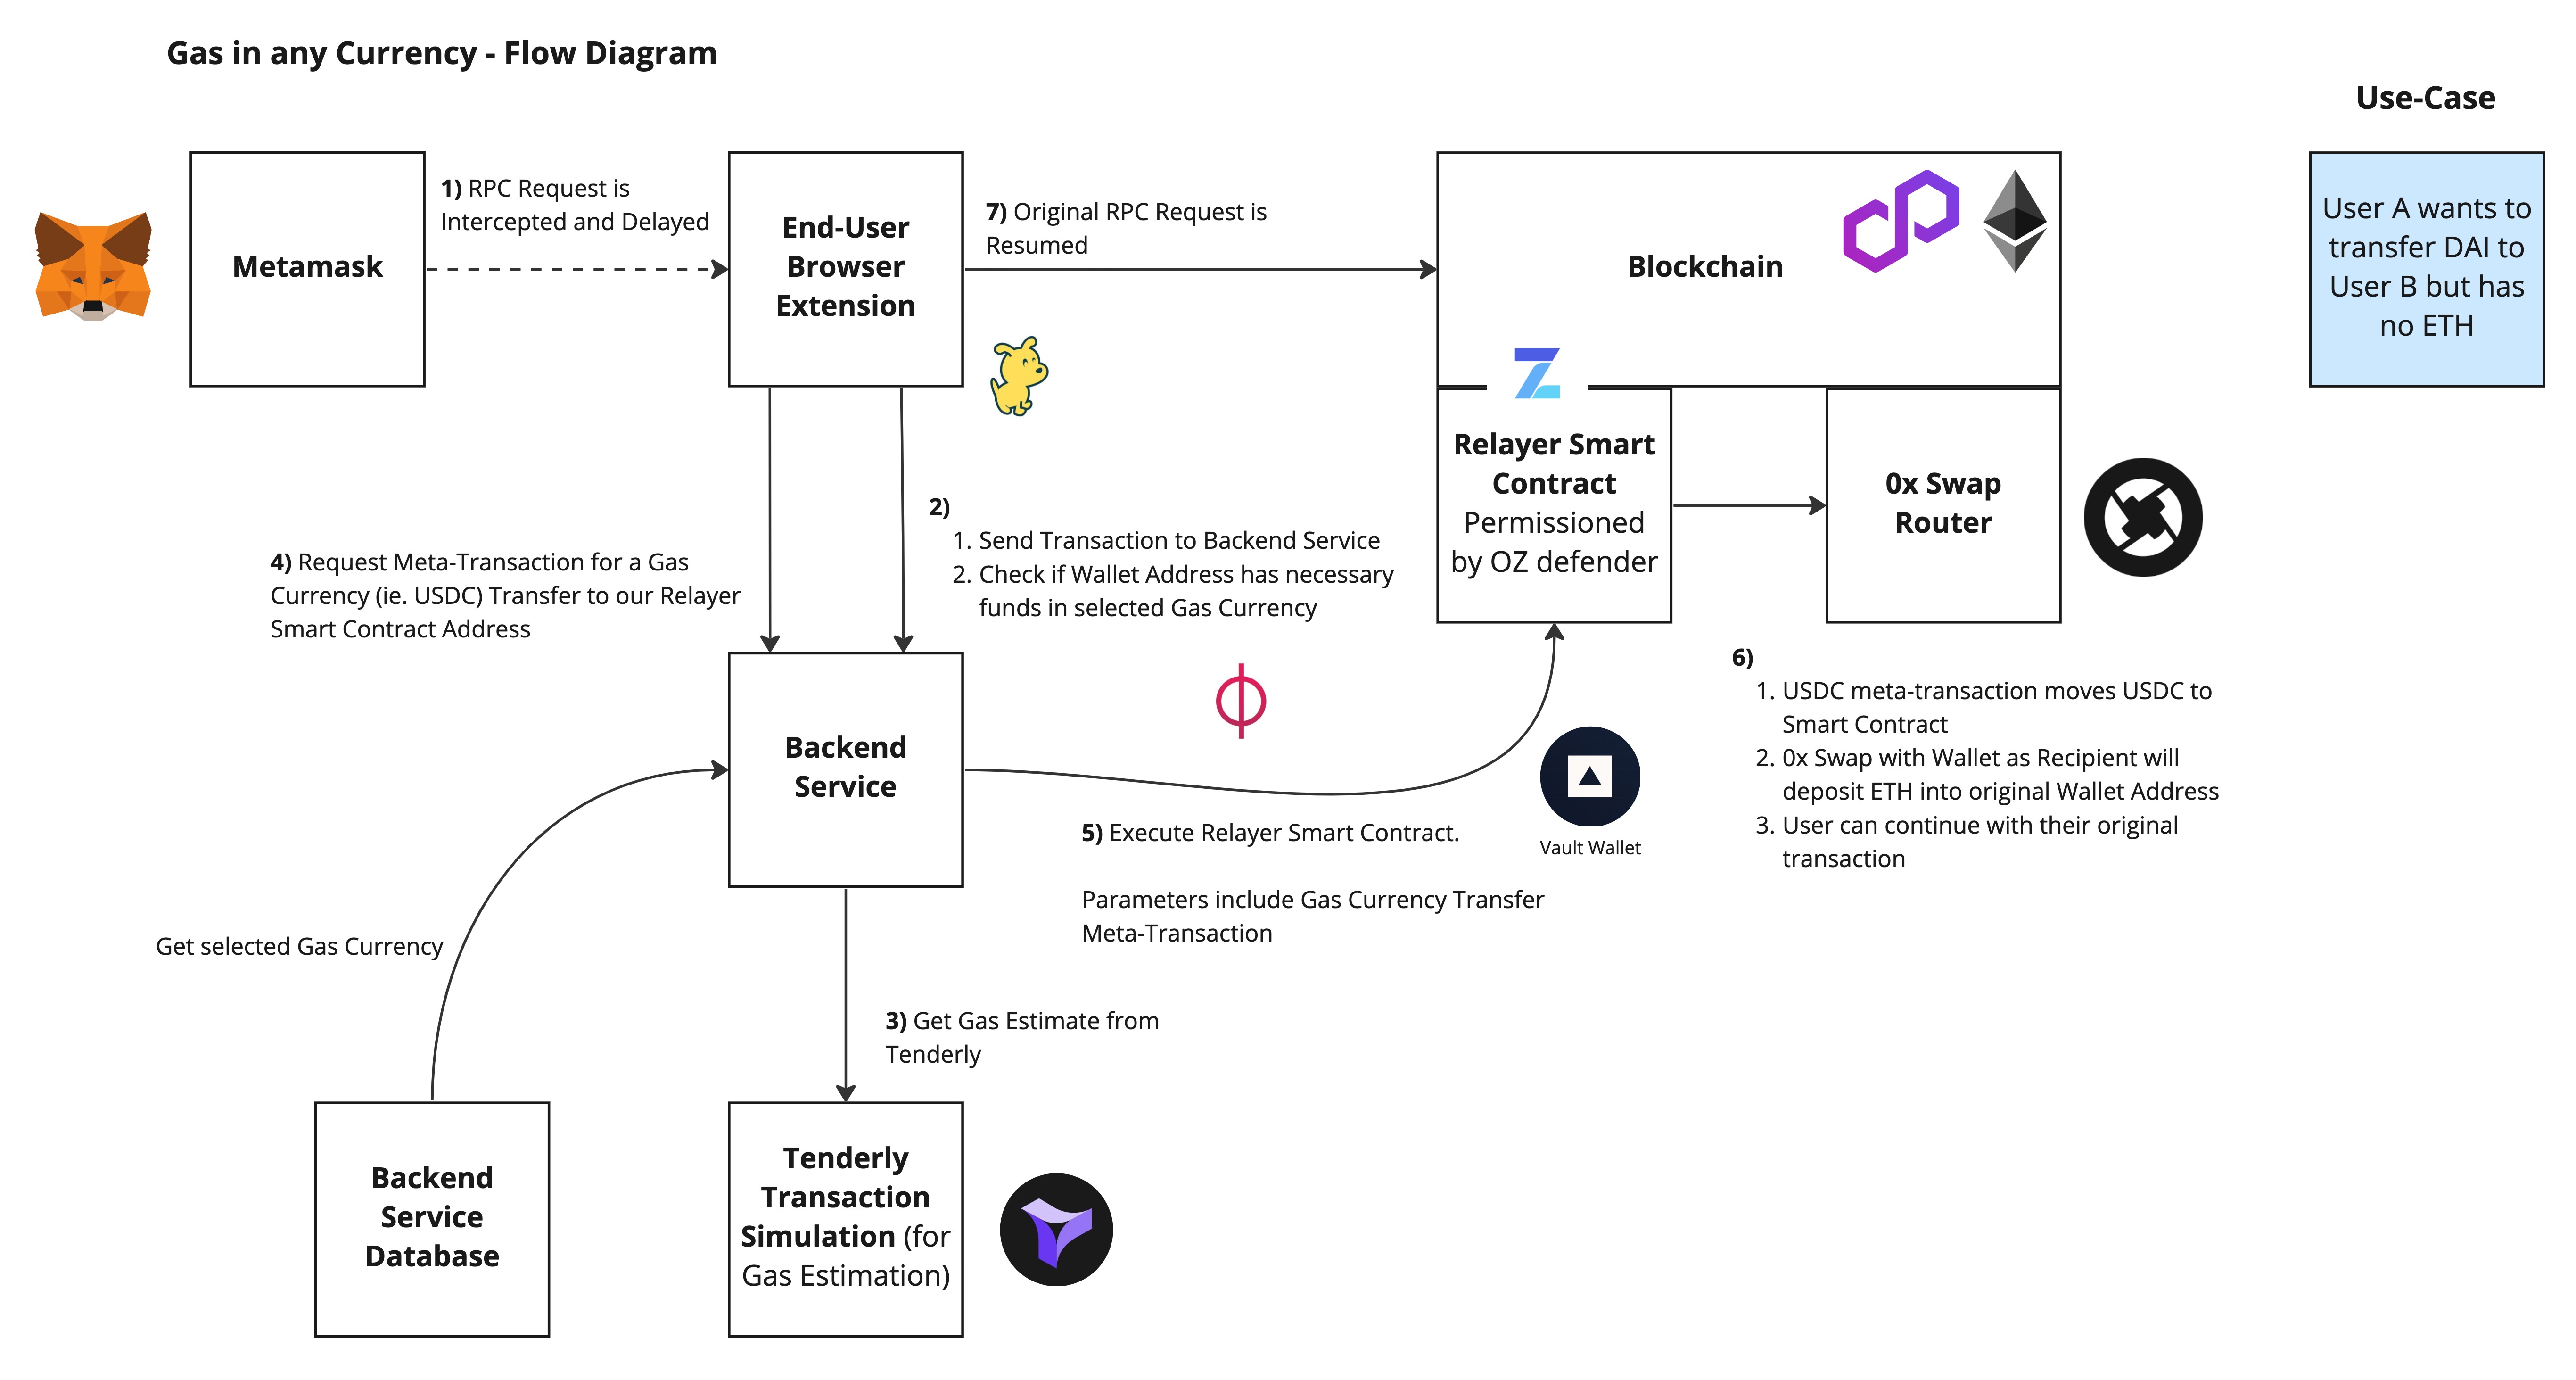 Gas in any Currency - Flow Diagram
Use-Case
Metamask
1) RPC Request is
Intercepted and Delayed
End-User
Browser
Extension
7) Original RPC Request is
Resumed
Blockchain
User A wants to
transfer DAI to
User B but has
no ETH
Relayer Smart
Contract
Permissioned
by OZ defender
0x Swap
Router
2)
1. Send Transaction to Backend Service
2. Check if Wallet Address has necessary
funds in selected Gas Currency
4) Request Meta-Transaction for a Gas
Currency (ie. USDC) Transfer to our Relayer
Smart Contract Address
6)
1. USDC meta-transaction moves USDC to
Smart Contract
2. 0x Swap with Wallet as Recipient will
deposit ETH into original Wallet Address
3. User can continue with their original
transaction
Backend
Service
Vault Wallet
5) Execute Relayer Smart Contract.
Parameters include Gas Currency Transfer
Meta-Transaction
Get selected Gas Currency
3) Get Gas Estimate from
Tenderly
Backend
Service
Database
Tenderly
Transaction
Simulation (for
Gas Estimation)